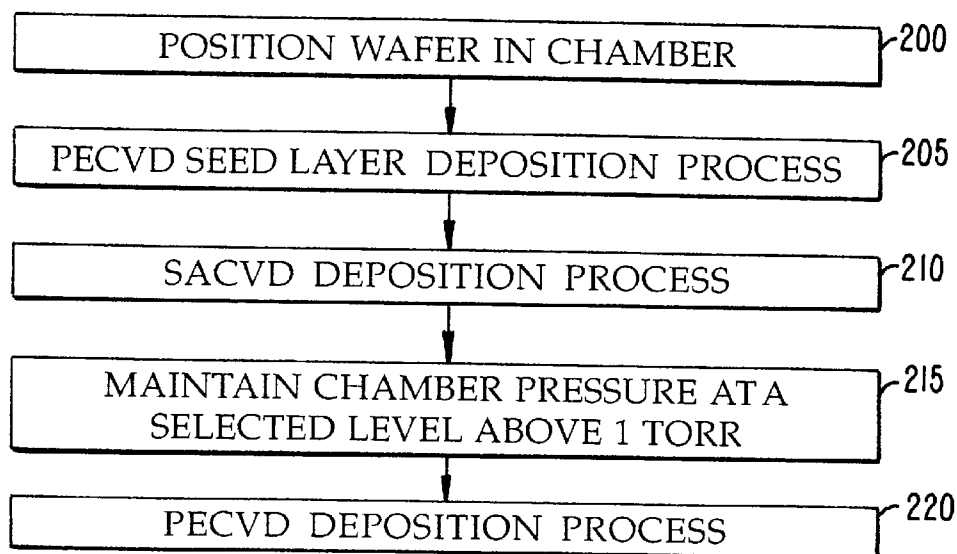 POSITION WAFER IN CHAMBER 200
PECVD SEED LAYER DEPOSITION PROCESS 205
SACVD DEPOSITION PROCESS 210
MAINTAIN CHAMBER PRESSURE AT A 215
SELECTED LEVEL ABOVE 1 TORR
PECVD DEPOSITION PROCESS 220